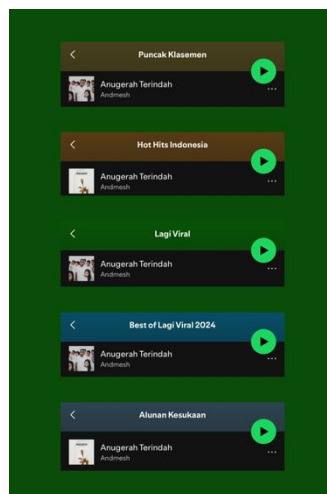 Puncak Klasemen
Anugerah Terindah
Andmesh
Hot Hits Indonesia
Anugerah Terindah
Andmesh
Lagi Viral
Anugerah Terindah
Andmesh
Best of Lagi Viral 2024
Anugerah Terindah
Andmesh
Alunan Kesukaan
Anugerah Terindah
Andmesh